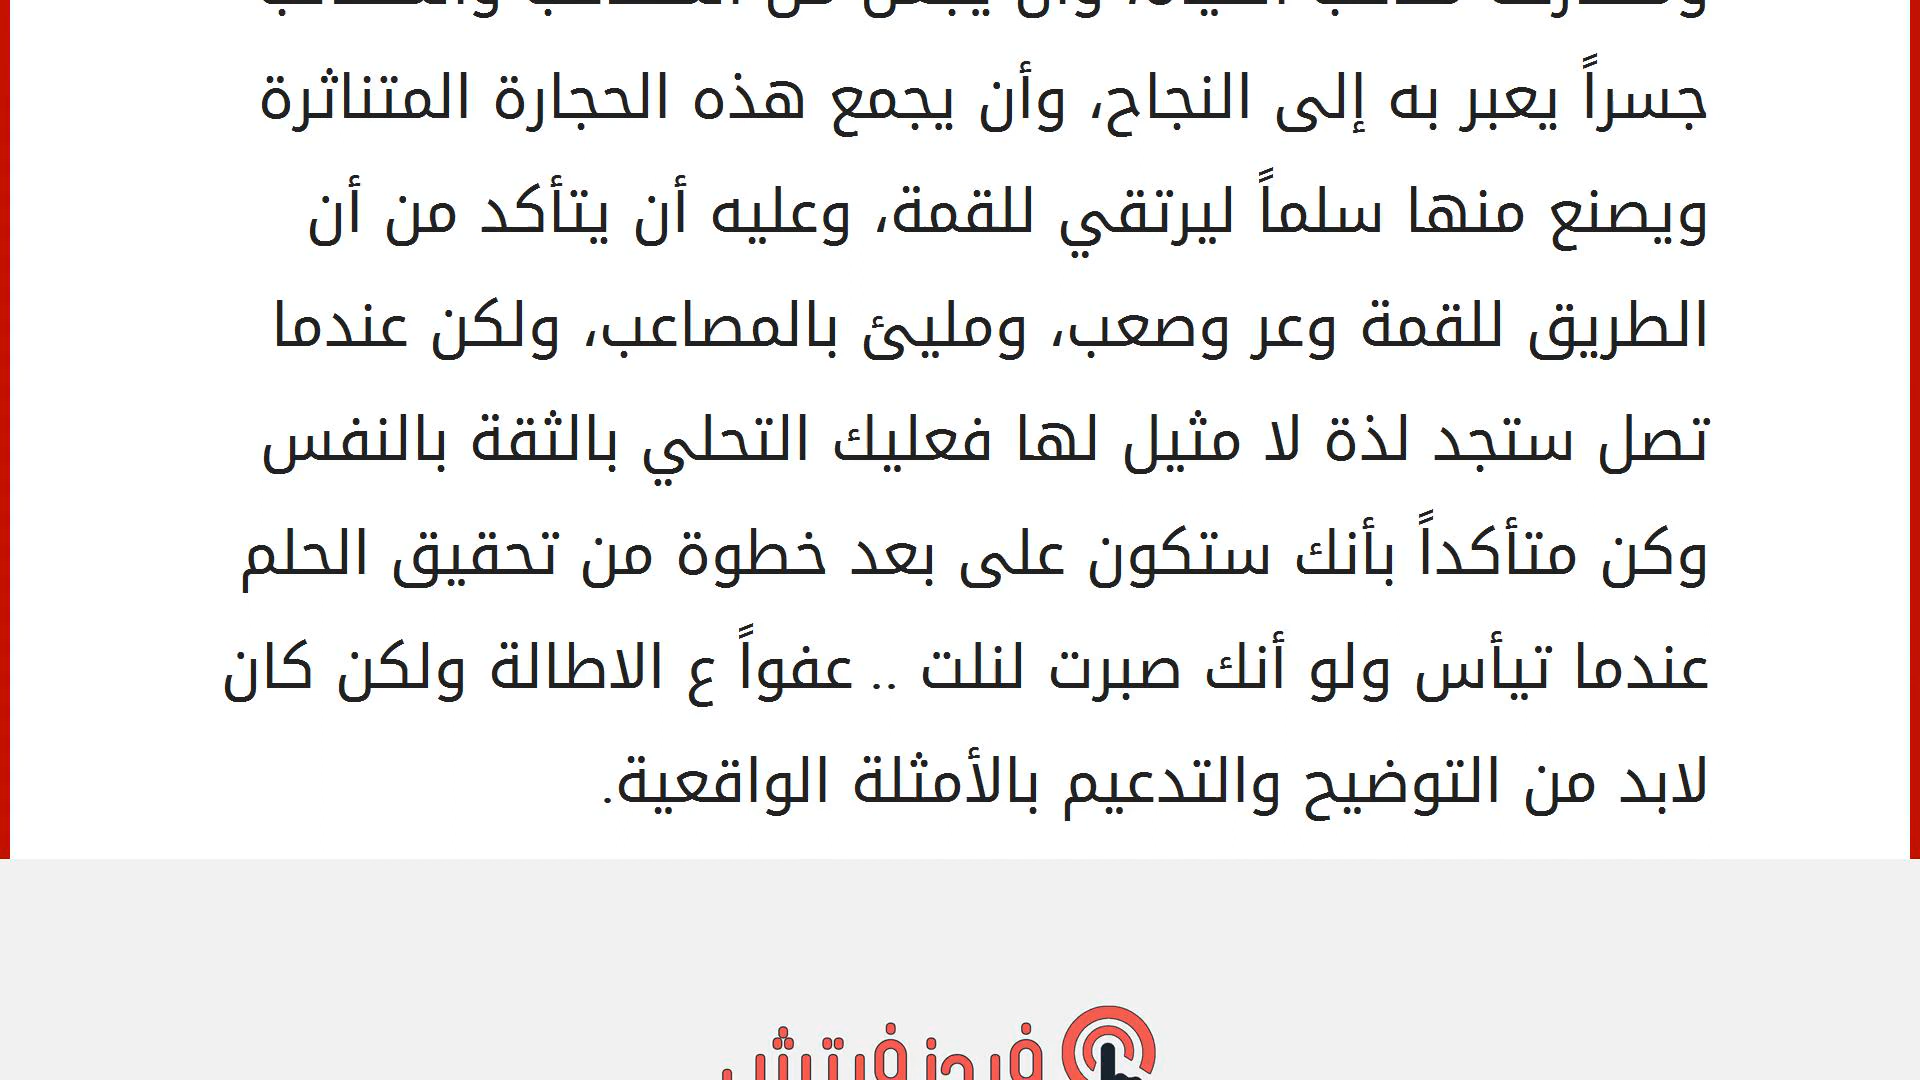 جسراً يعبر به إلى النجاح، وأن يجمع هذه الحجارة المتناثرة
ويصنع منها سلماً ليرتقي للقمة، وعليه أن يتأكد من أن
الطريق للقمة وعر وصعب، ومليئ بالمصاعب، ولكن عندما
تصل ستجد لذة لا مثيل لها فعليك التحلي بالثقة بالنفس
وكن متأكداً بأنك ستكون على بعد خطوة من تحقيق الحلم
عندما تيأس ولو أنك صبرت لنلت .. عفواً ع الاطالة ولكن كان
لابد من التوضيح والتدعيم بالأمثلة الواقعية.